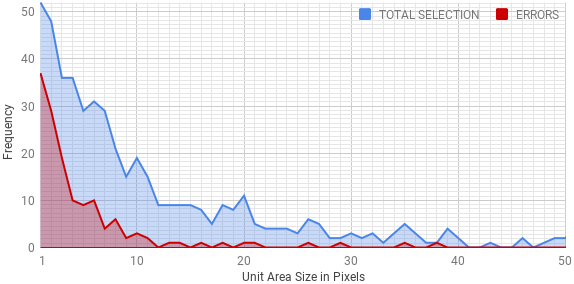 TOTAL SELECTION ERRORS
50
40
30
20
10
0
Frequency
1 10 20 30 40 50
Unit Area Size in Pixels